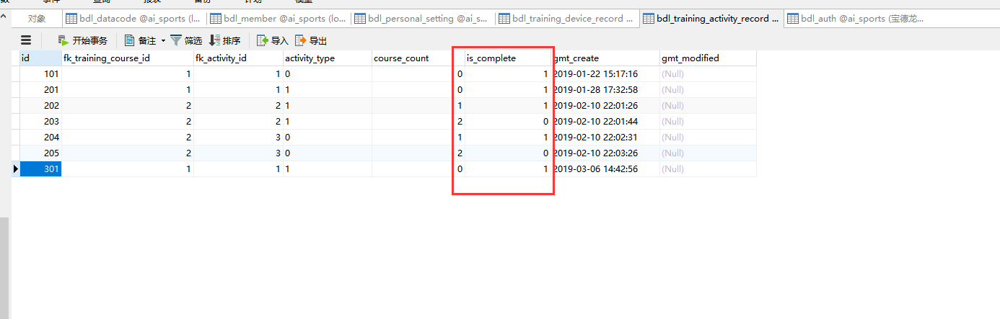 对象 bdl_datacode @ai_sports (l... bdl_member @ai_sports (lo... bdl_personal_setting @ai_s... bdl_training_device_record ... bdl_training_activity_record ... bdl_auth @ai_sports (宝德龙...
开始事务 备注 筛选 排序 导入 导出
id fk_training_course_id fk_activity_id activity_type course_count is_complete gmt_create gmt_modified
101 1 1 0 0 1 2019-01-22 15:17:16 (Null)
201 1 1 1 0 1 2019-01-28 17:32:58 (Null)
202 2 2 1 1 1 2019-02-10 22:01:26 (Null)
203 2 2 1 2 0 2019-02-10 22:01:44 (Null)
204 2 3 0 1 1 2019-02-10 22:02:31 (Null)
205 2 3 0 2 0 2019-02-10 22:03:26 (Null)
301 1 1 1 0 1 2019-03-06 14:42:56 (Null)